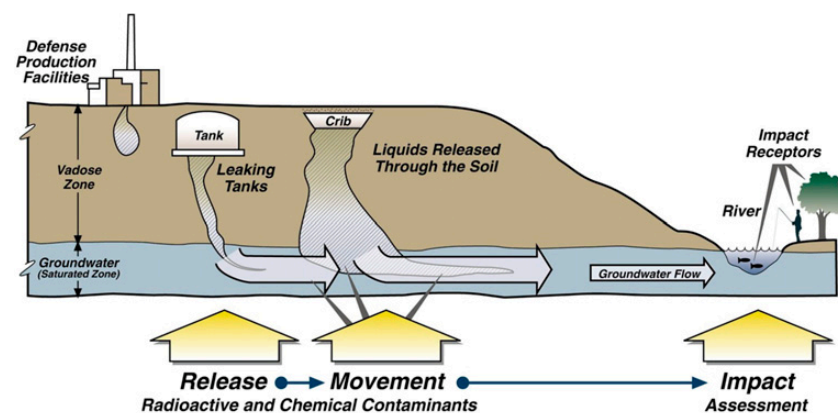 Defense
Production
Facilities
Tank
Crib
Leaking
Tanks
Liquids Released
Through the Soil
Impact
Receptors
River
Vadose
Zone
Groundwater
(Saturated Zone)
Groundwater Flow
Release
Movement
Impact
Radioactive and Chemical Contaminants
Assessment